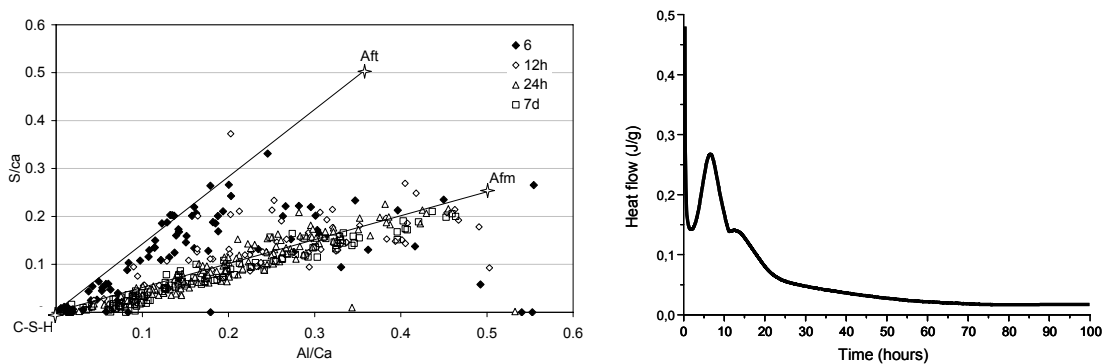 0.6
0.5
0.4
0.3
0.2
0.1
S/ca
Aft
Afm
6
12h
24h
7d
C-S-H
0.1 0.2 0.3 0.4 0.5 0.6
Al/Ca
0,5
0,4
0,3
0,2
0,1
0,0
Heat flow (J/g)
0 10 20 30 40 50 60 70 80 90 100
Time (hours)